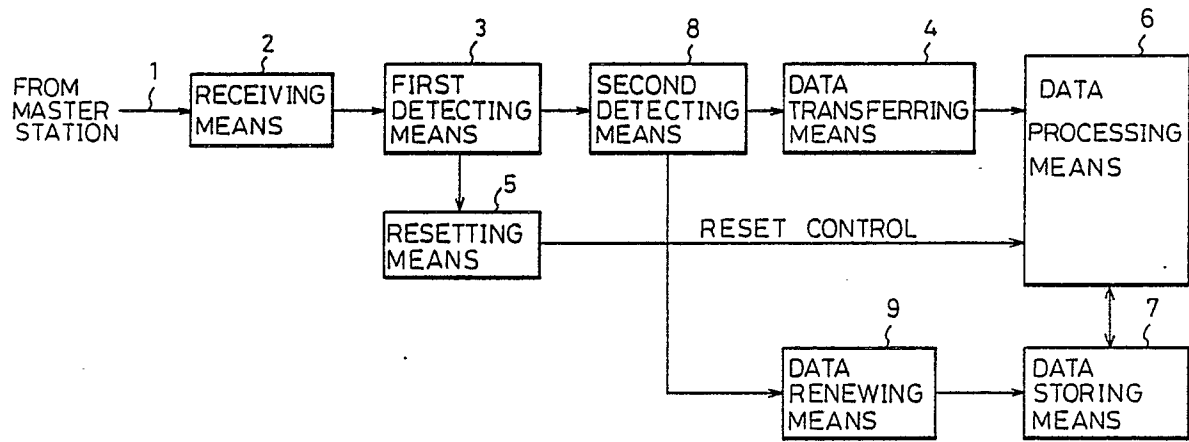 6
3
8
4
2
1
FROM
MASTER
STATION
RECEIVING
MEANS
FIRST
DETECTING
MEANS
SECOND
DETECTING
MEANS
DATA
TRANSFERRING
MEANS
DATA
PROCESSING
MEANS
5
RESETTING
MEANS
RESET CONTROL
9
7
DATA
RENEWING
MEANS
DATA
STORING
MEANS